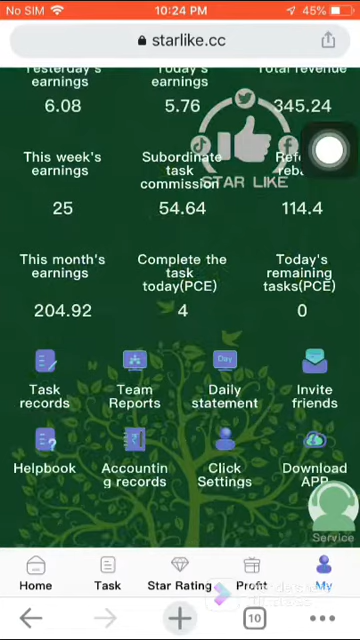 No SIM 10:24 PM 45%
starlike.cc
Yesterday's Today's Total revenue
earnings earnings
6.08 5.76 345.24
This week's Subordinate
earnings task
commission
STAR LIKE
25 54.64 114.4
This month's Complete the Today's
earnings task remaining
today(PCE) tasks(PCE)
204.92 4 0
Day
Task Team Daily Invite
records Reports statement friends
Helpbook Accountin Click Download
g records Settings APP
Service
Home Task Star Rating Profit My
10